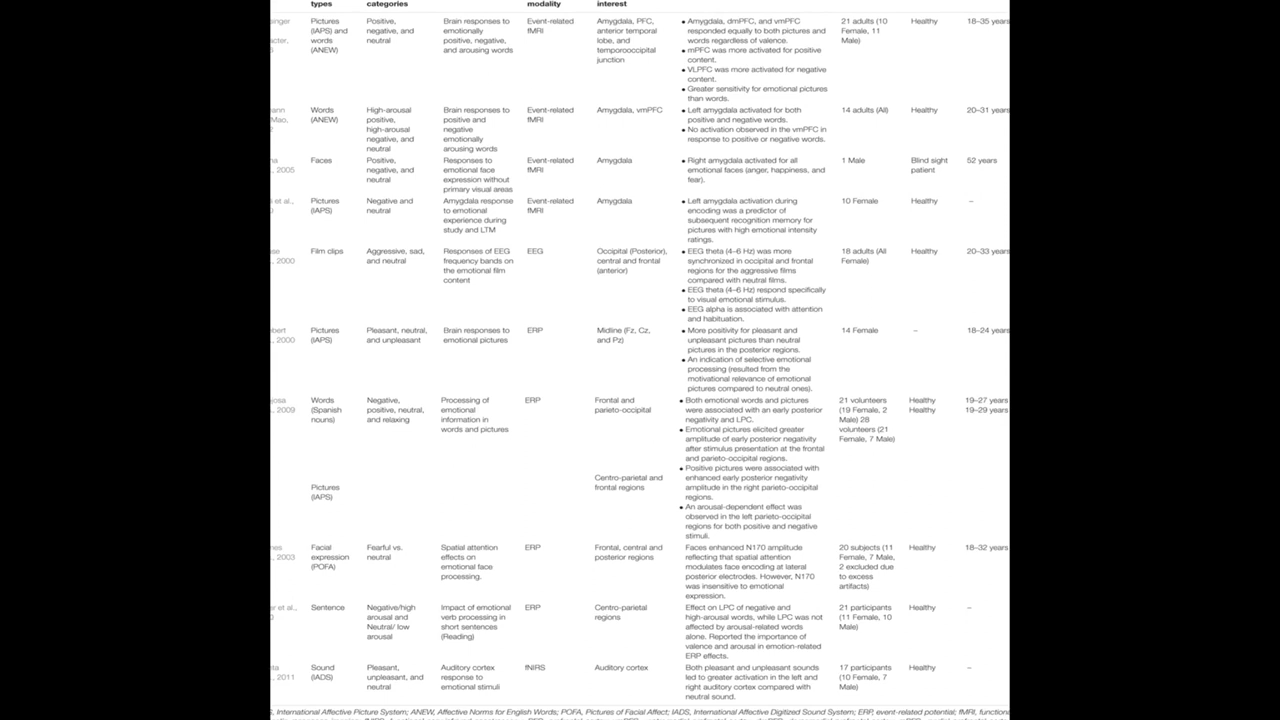 types categories modality interest
singer Pictures Positive, Brain responses to Event-related Amygdala, PFC, • Amygdala, dmPFC, and vmPFC 21 adults (10 Healthy 18–35 years
(IAPS) and negative, and emotionally fMRI anterior temporal responded equally to both pictures and Female, 11
acter, words neutral positive, negative, lobe, and words regardless of valence. Male)
(ANEW) and arousing words temporooccipital • mPFC was more activated for positive
junction content.
• VLPFC was more activated for negative
content.
• Greater sensitivity for emotional pictures
than words.
ann Words High-arousal Brain responses to Event-related Amygdala, vmPFC • Left amygdala activated for both 14 adults (All) Healthy 20–31 years
Mao, (ANEW) positive, positive and fMRI positive and negative words.
high-arousal negative • No activation observed in the vmPFC in
negative, and emotionally response to positive or negative words.
neutral arousing words
na Faces Positive, Responses to Event-related Amygdala • Right amygdala activated for all 1 Male Blind sight 52 years
., 2005 negative, and emotional face fMRI emotional faces (anger, happiness, and patient
neutral expression without fear).
primary visual areas
et al., Pictures Negative and Amygdala response Event-related Amygdala • Left amygdala activation during 10 Female Healthy –
(IAPS) neutral to emotional fMRI encoding was a predictor of
experience during subsequent recognition memory for
study and LTM pictures with high emotional intensity
ratings.
Film clips Aggressive, sad, Responses of EEG EEG Occipital (Posterior), • EEG theta (4–6 Hz) was more 18 adults (All Healthy 20–33 years
., 2000 and neutral frequency bands on central and frontal synchronized in occipital and frontal Female)
the emotional film (anterior) regions for the aggressive films
content compared with neutral films.
• EEG theta (4–6 Hz) respond specifically
to visual emotional stimulus.
• EEG alpha is associated with attention
and habituation.
bert Pictures Pleasant, neutral, Brain responses to ERP Midline (Fz, Cz, • More positivity for pleasant and 14 Female – 18–24 years
., 2000 (IAPS) and unpleasant emotional pictures and Pz) unpleasant pictures than neutral
pictures in the posterior regions.
• An indication of selective emotional
processing (resulted from the
motivational relevance of emotional
pictures compared to neutral ones).
josa Words Negative, Processing of ERP Frontal and • Both emotional words and pictures 21 volunteers Healthy 19–27 years
., 2009 (Spanish positive, neutral, emotional parieto-occipital were associated with an early posterior (19 Female, 2 Healthy 19–29 years
nouns) and relaxing information in negativity and LPC. Male) 28
words and pictures • Emotional pictures elicited greater volunteers (21
amplitude of early posterior negativity Female, 7 Male)
after stimulus presentation at the frontal
and parieto-occipital regions.
• Positive pictures were associated with
Centro-parietal and enhanced early posterior negativity
Pictures frontal regions amplitude in the right parieto-occipital
(IAPS) regions.
• An arousal-dependent effect was
observed in the left parieto-occipital
regions for both positive and negative
stimuli.
mes Facial Fearful vs. Spatial attention ERP Frontal, central and Faces enhanced N170 amplitude 20 subjects (11 Healthy 18–32 years
., 2003 expression neutral effects on posterior regions reflecting that spatial attention Female, 7 Male,
(POFA) emotional face modulates face encoding at lateral 2 excluded due
processing. posterior electrodes. However, N170 to excess
was insensitive to emotional artifacts)
expression.
er et al., Sentence Negative/high Impact of emotional ERP Centro-parietal Effect on LPC of negative and 21 participants Healthy –
arousal and verb processing in regions high-arousal words, while LPC was not (11 Female, 10
Neutral/ low short sentences affected by arousal-related words Male)
arousal (Reading) alone. Reported the importance of
valence and arousal in emotion-related
ERP effects.
Sound Pleasant, Auditory cortex fNIRS Auditory cortex Both pleasant and unpleasant sounds 17 participants Healthy –
., 2011 (IADS) unpleasant, and response to led to greater activation in the left and (10 Female, 7
neutral emotional stimuli right auditory cortex compared with Male)
neutral sound.
International Affective Picture System; ANEW, Affective Norms for English Words; POFA, Pictures of Facial Affect; IADS, International Affective Digitized Sound System; ERP, event-related potential; fMRI, functiona